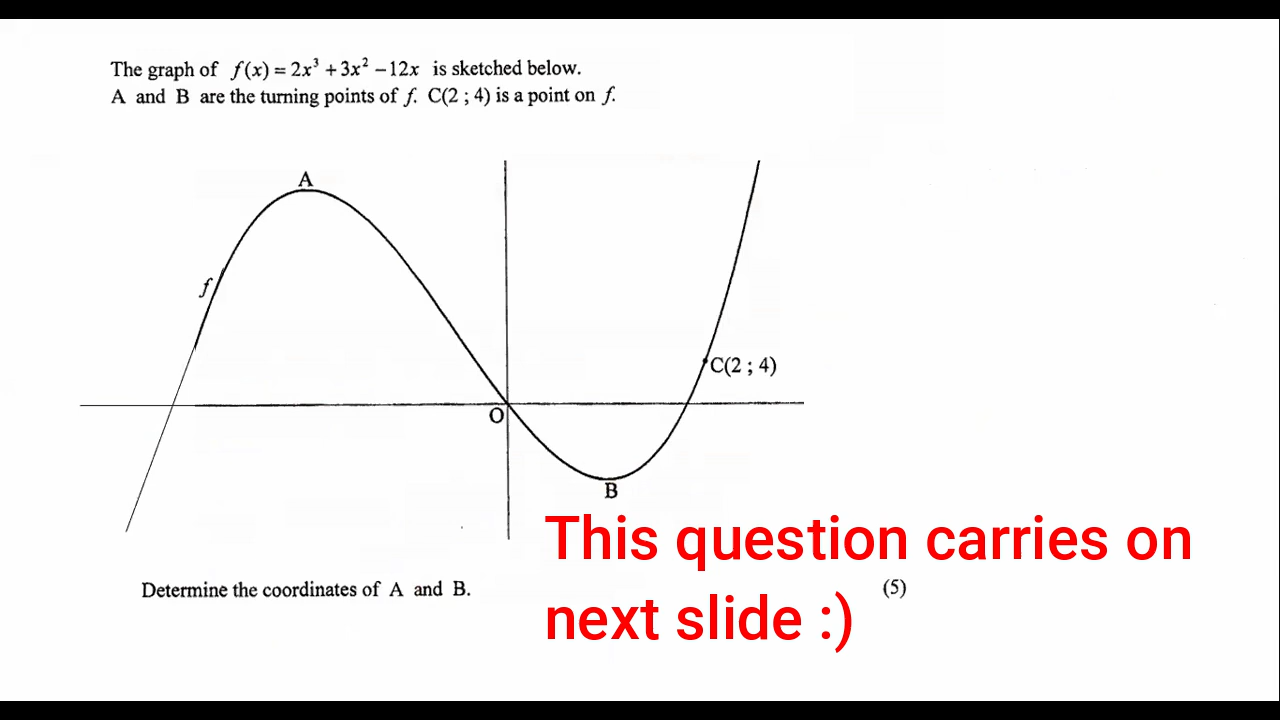 The graph of f(x) = 2x³ + 3x² – 12x is sketched below.
A and B are the turning points of f. C(2 ; 4) is a point on f.
A
f
C(2 ; 4)
O
B
This question carries on
Determine the coordinates of A and B. (5)
next slide :)